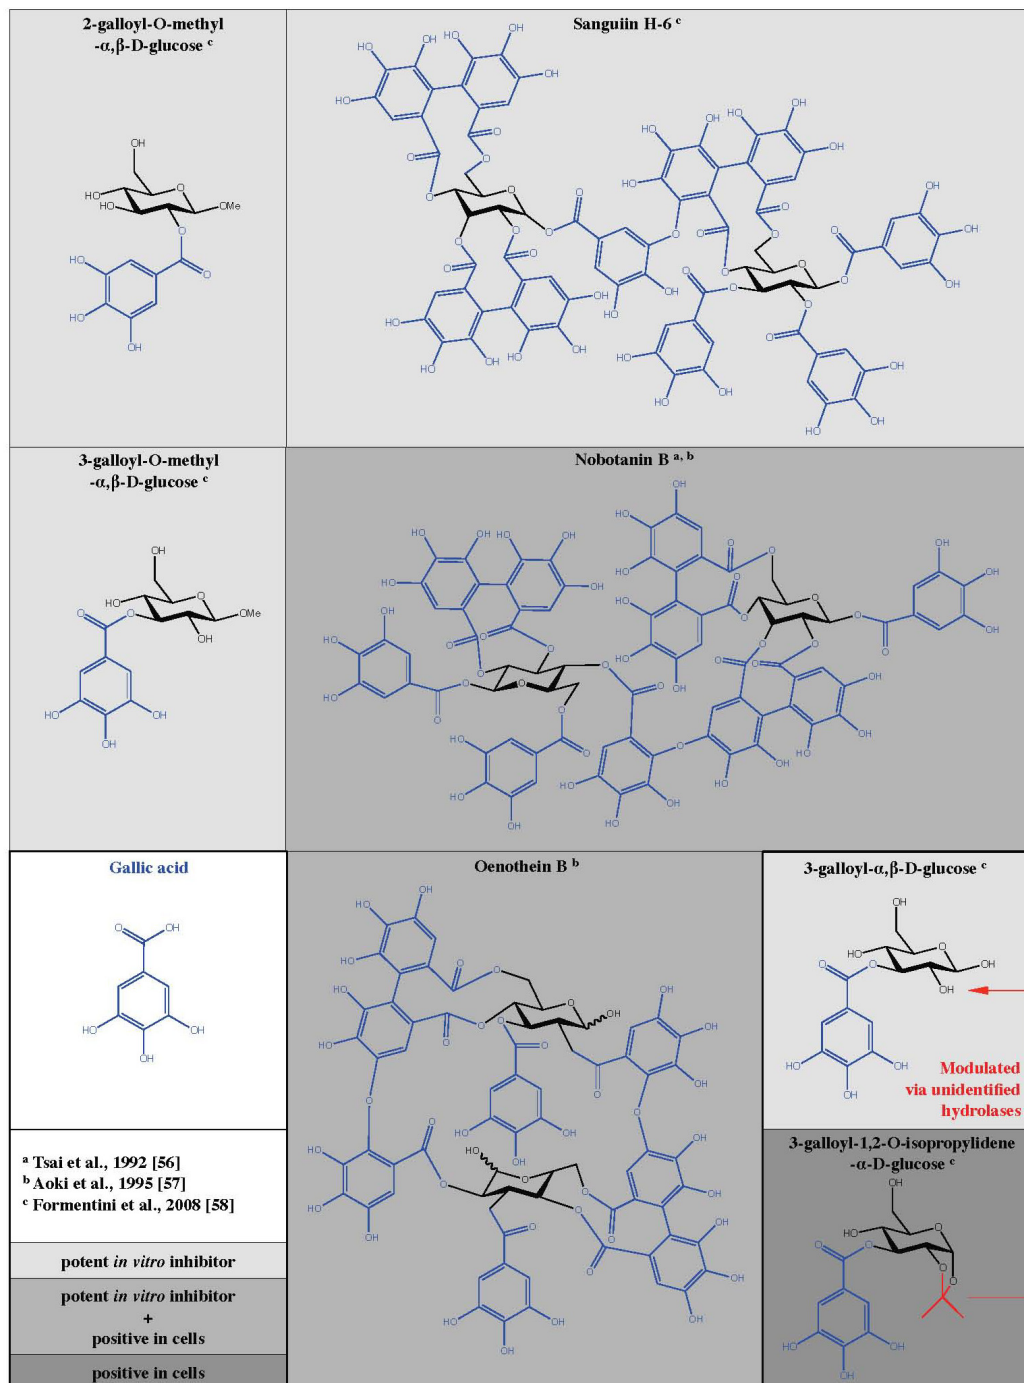 2-galloyl-O-methyl
-α,β-D-glucose ᶜ
Sanguiin H-6 ᶜ
3-galloyl-O-methyl
-α,β-D-glucose ᶜ
Nobotanin B ᵃ, ᵇ
Gallic acid
Oenothein B ᵇ
3-galloyl-α,β-D-glucose ᶜ
Modulated
via unidentified
hydrolases
3-galloyl-1,2-O-isopropylidene
-α-D-glucose ᶜ
ᵃ Tsai et al., 1992 [56]
ᵇ Aoki et al., 1995 [57]
ᶜ Formentini et al., 2008 [58]
potent in vitro inhibitor
potent in vitro inhibitor
+
positive in cells
positive in cells